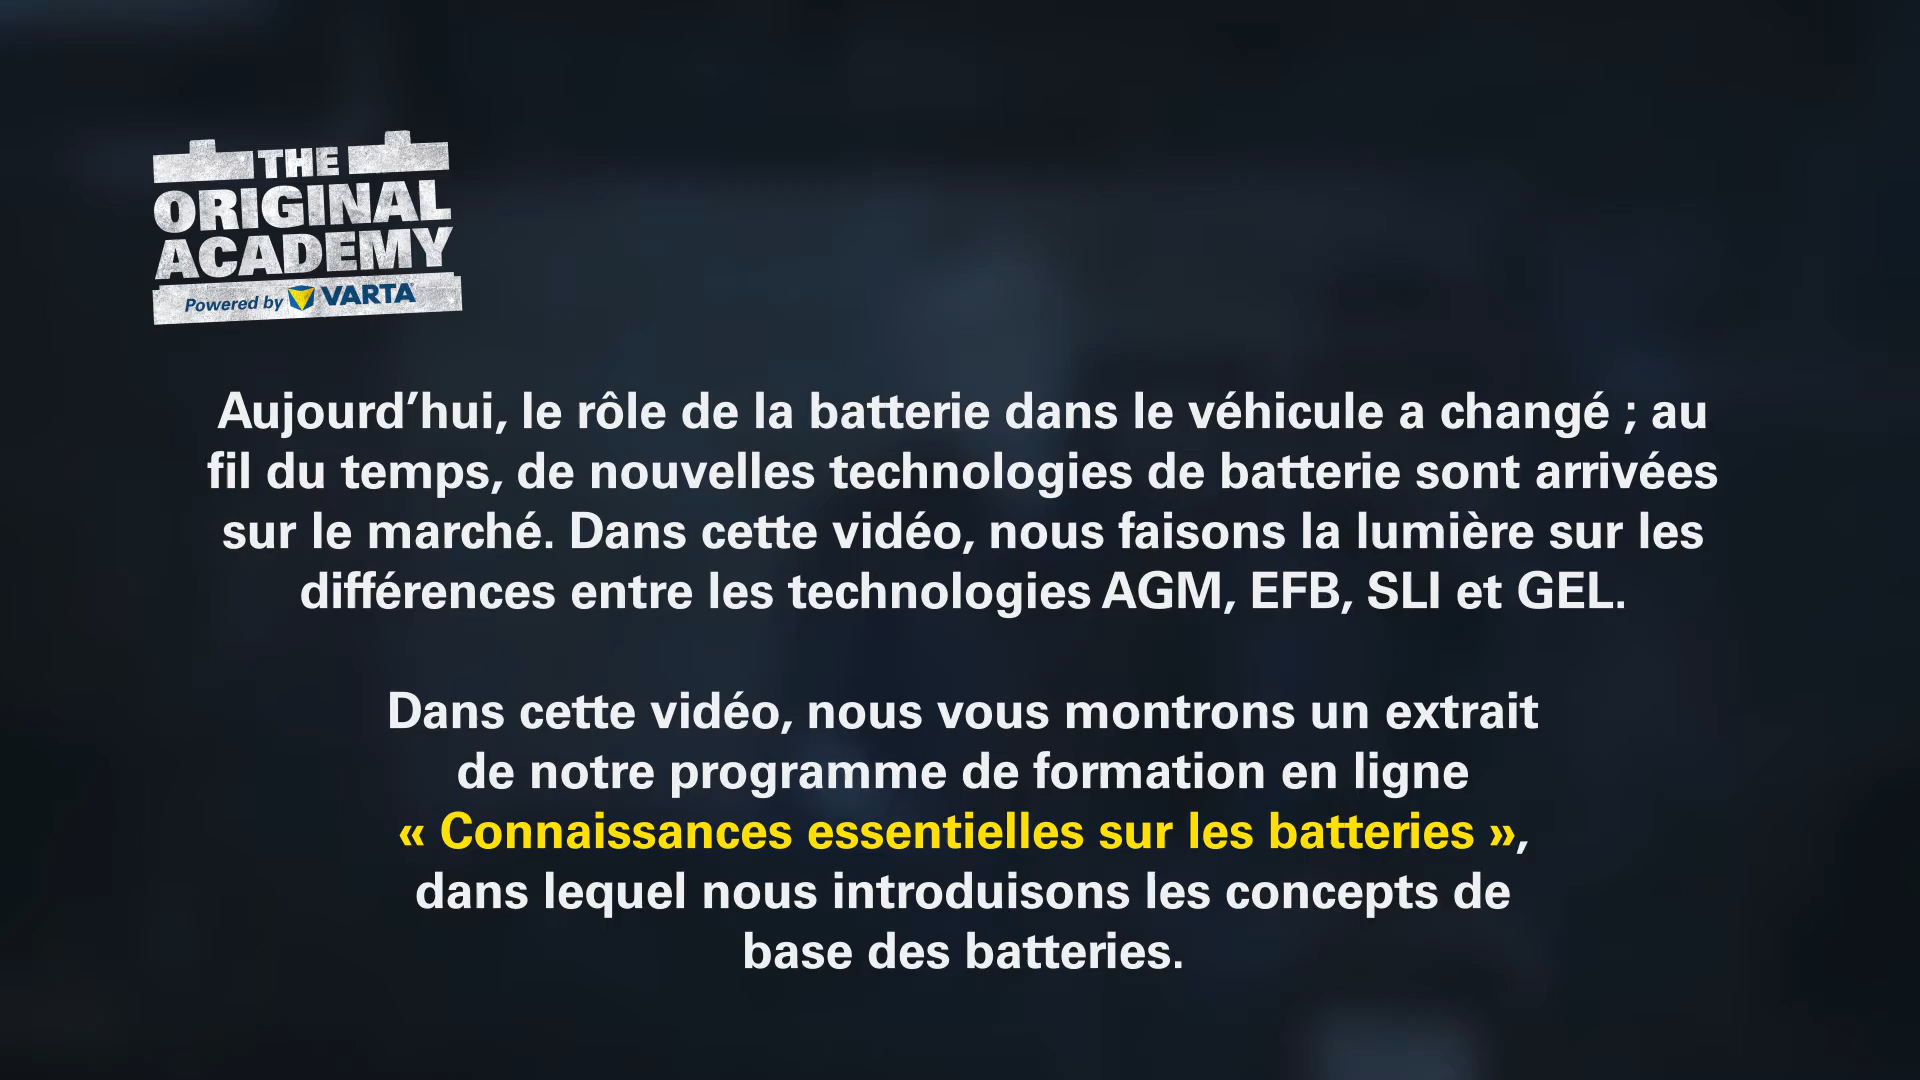 THE
ORIGINAL
ACADEMY
Powered by VARTA
Aujourd’hui, le rôle de la batterie dans le véhicule a changé ; au
fil du temps, de nouvelles technologies de batterie sont arrivées
sur le marché. Dans cette vidéo, nous faisons la lumière sur les
différences entre les technologies AGM, EFB, SLI et GEL.
Dans cette vidéo, nous vous montrons un extrait
de notre programme de formation en ligne
« Connaissances essentielles sur les batteries »,
dans lequel nous introduisons les concepts de
base des batteries.